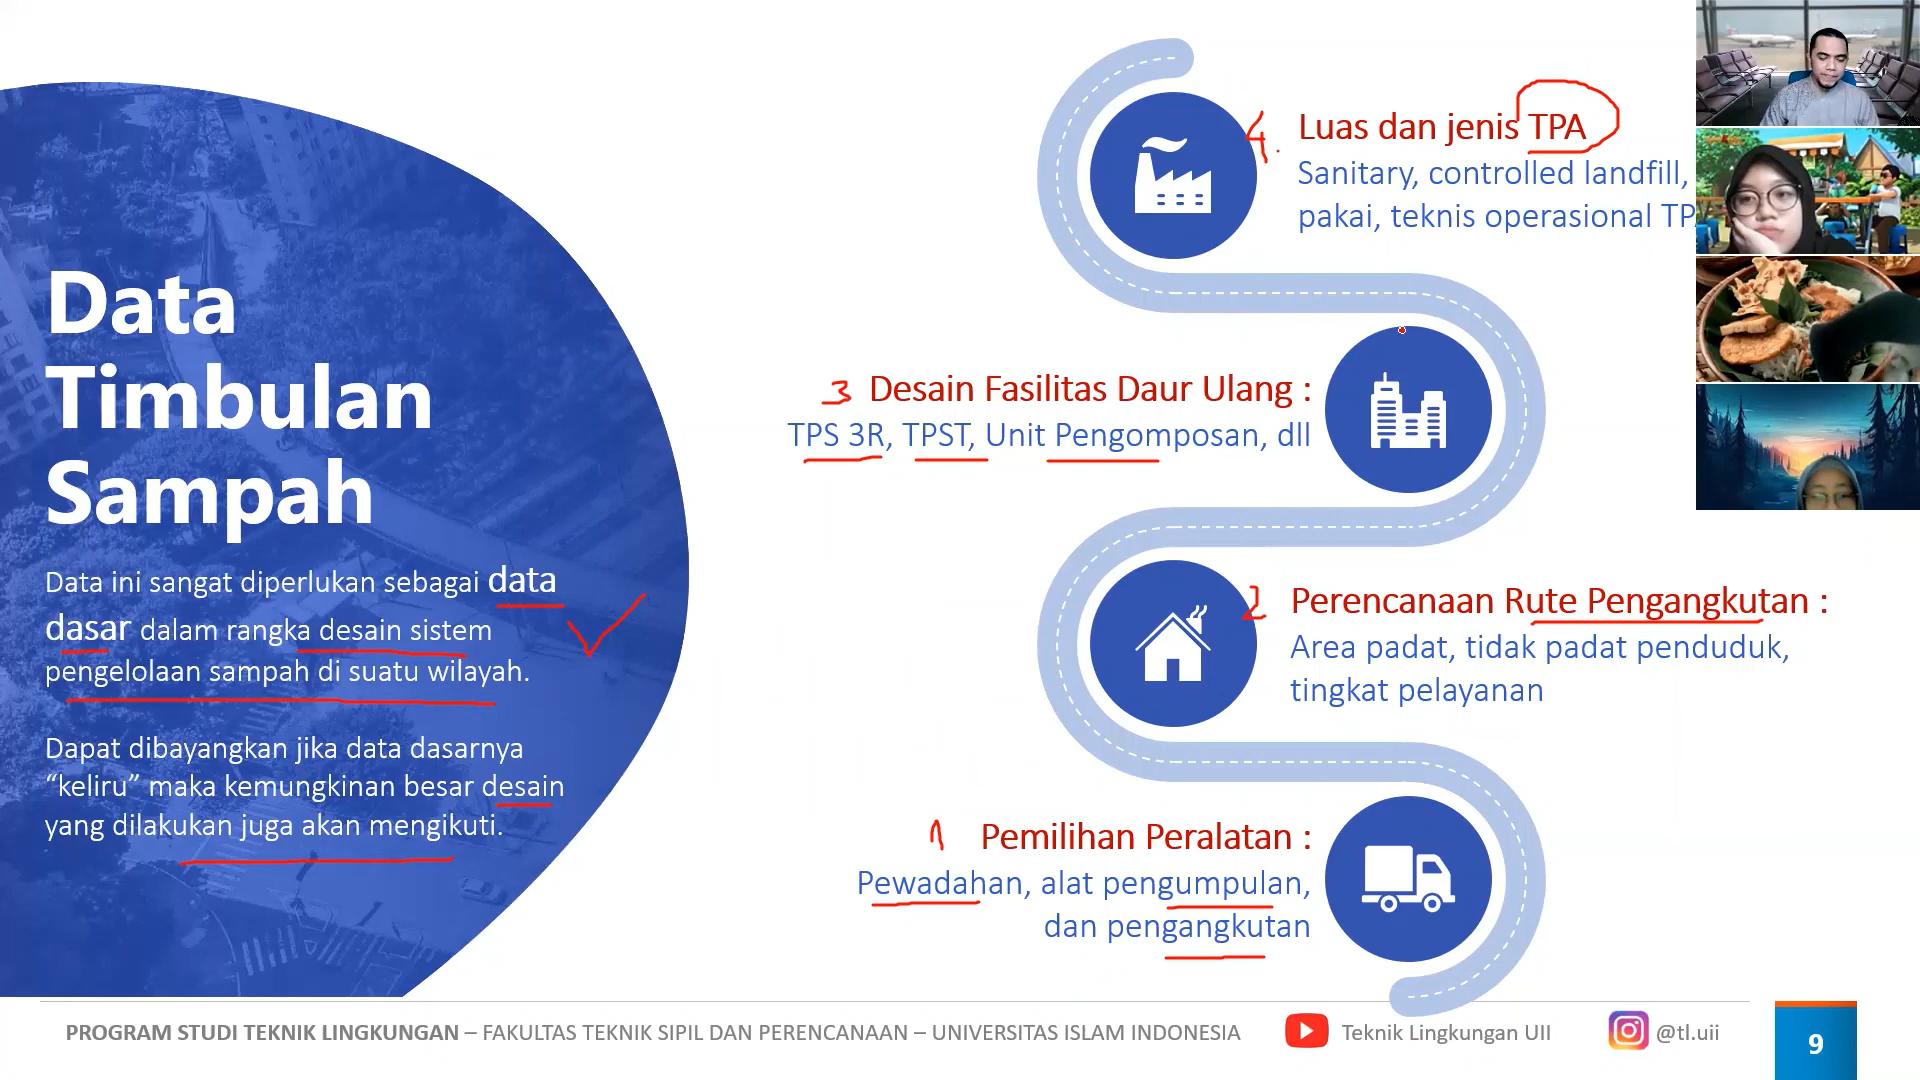 Data
Timbulan
Sampah
Data ini sangat diperlukan sebagai data
dasar dalam rangka desain sistem
pengelolaan sampah di suatu wilayah.
Dapat dibayangkan jika data dasarnya
“keliru” maka kemungkinan besar desain
yang dilakukan juga akan mengikuti.
4. Luas dan jenis TPA
Sanitary, controlled landfill,
pakai, teknis operasional
3 Desain Fasilitas Daur Ulang :
TPS 3R, TPST, Unit Pengomposan, dll
2 Perencanaan Rute Pengangkutan :
Area padat, tidak padat penduduk,
tingkat pelayanan
1 Pemilihan Peralatan :
Pewadahan, alat pengumpulan,
dan pengangkutan
PROGRAM STUDI TEKNIK LINGKUNGAN – FAKULTAS TEKNIK SIPIL DAN PERENCANAAN – UNIVERSITAS ISLAM INDONESIA
Teknik Lingkungan UII
@tl.uii
9